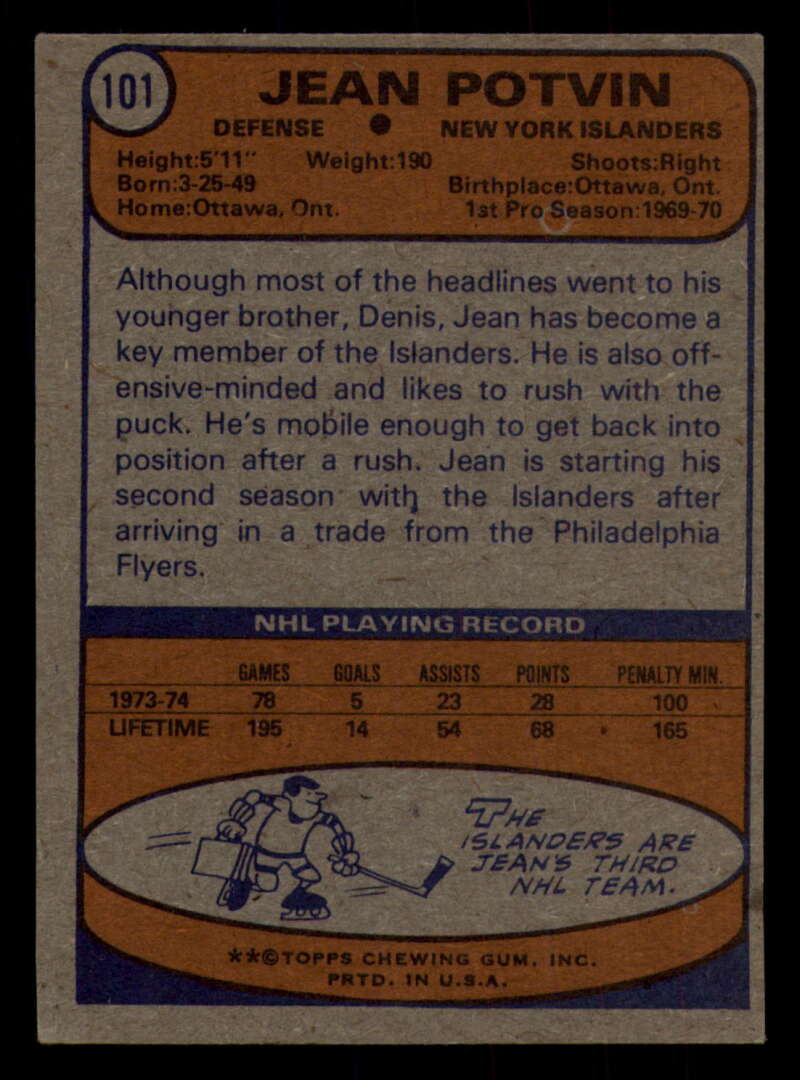 101
JEAN POTVIN
DEFENSE ● NEW YORK ISLANDERS
Height:5'11" Weight:190 Shoots:Right
Born:3-25-49 Birthplace:Ottawa, Ont.
Home:Ottawa, Ont. 1st Pro Season:1969-70
Although most of the headlines went to his
younger brother, Denis, Jean has become a
key member of the Islanders. He is also off-
ensive-minded and likes to rush with the
puck. He's mobile enough to get back into
position after a rush. Jean is starting his
second season with the Islanders after
arriving in a trade from the Philadelphia
Flyers.
NHL PLAYING RECORD
GAMES GOALS ASSISTS POINTS PENALTY MIN.
1973-74 78 5 23 28 100
LIFETIME 195 14 54 68 165
THE
ISLANDERS ARE
JEAN'S THIRD
NHL TEAM.
**©TOPPS CHEWING GUM, INC.
PRTD. IN U.S.A.